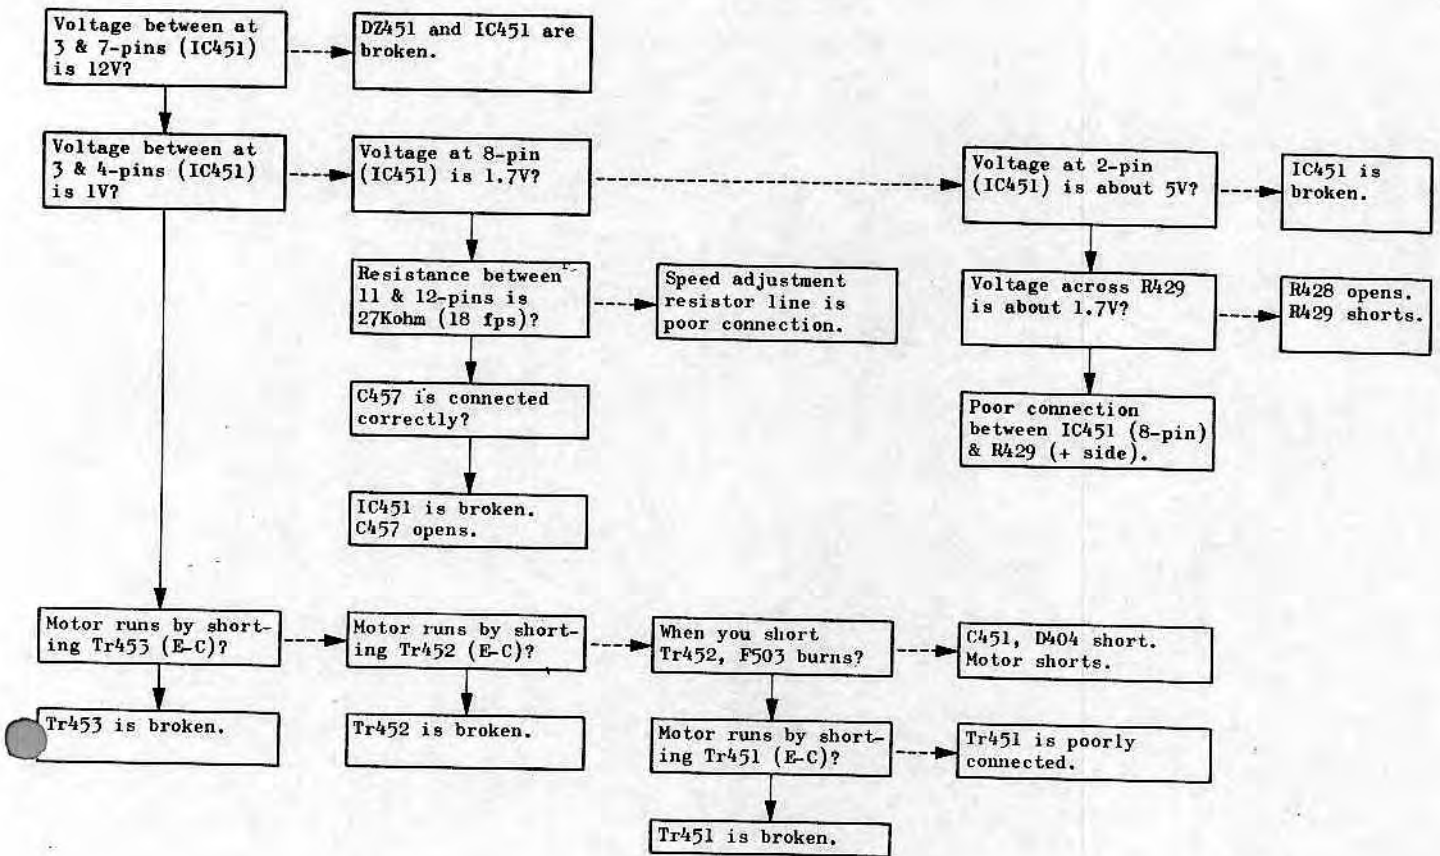 Voltage between at
3 & 7-pins (IC451)
is 12V?
DZ451 and IC451 are
broken.
Voltage between at
3 & 4-pins (IC451)
is 1V?
Voltage at 8-pin
(IC451) is 1.7V?
Voltage at 2-pin
(IC451) is about 5V?
IC451 is
broken.
Resistance between
11 & 12-pins is
27Kohm (18 fps)?
Speed adjustment
resistor line is
poor connection.
Voltage across R429
is about 1.7V?
R428 opens.
R429 shorts.
C457 is connected
correctly?
Poor connection
between IC451 (8-pin)
& R429 (+ side).
IC451 is broken.
C457 opens.
Motor runs by short-
ing Tr453 (E-C)?
Motor runs by short-
ing Tr452 (E-C)?
When you short
Tr452, F503 burns?
C451, D404 short.
Motor shorts.
Tr453 is broken.
Tr452 is broken.
Motor runs by short-
ing Tr451 (E-C)?
Tr451 is poorly
connected.
Tr451 is broken.